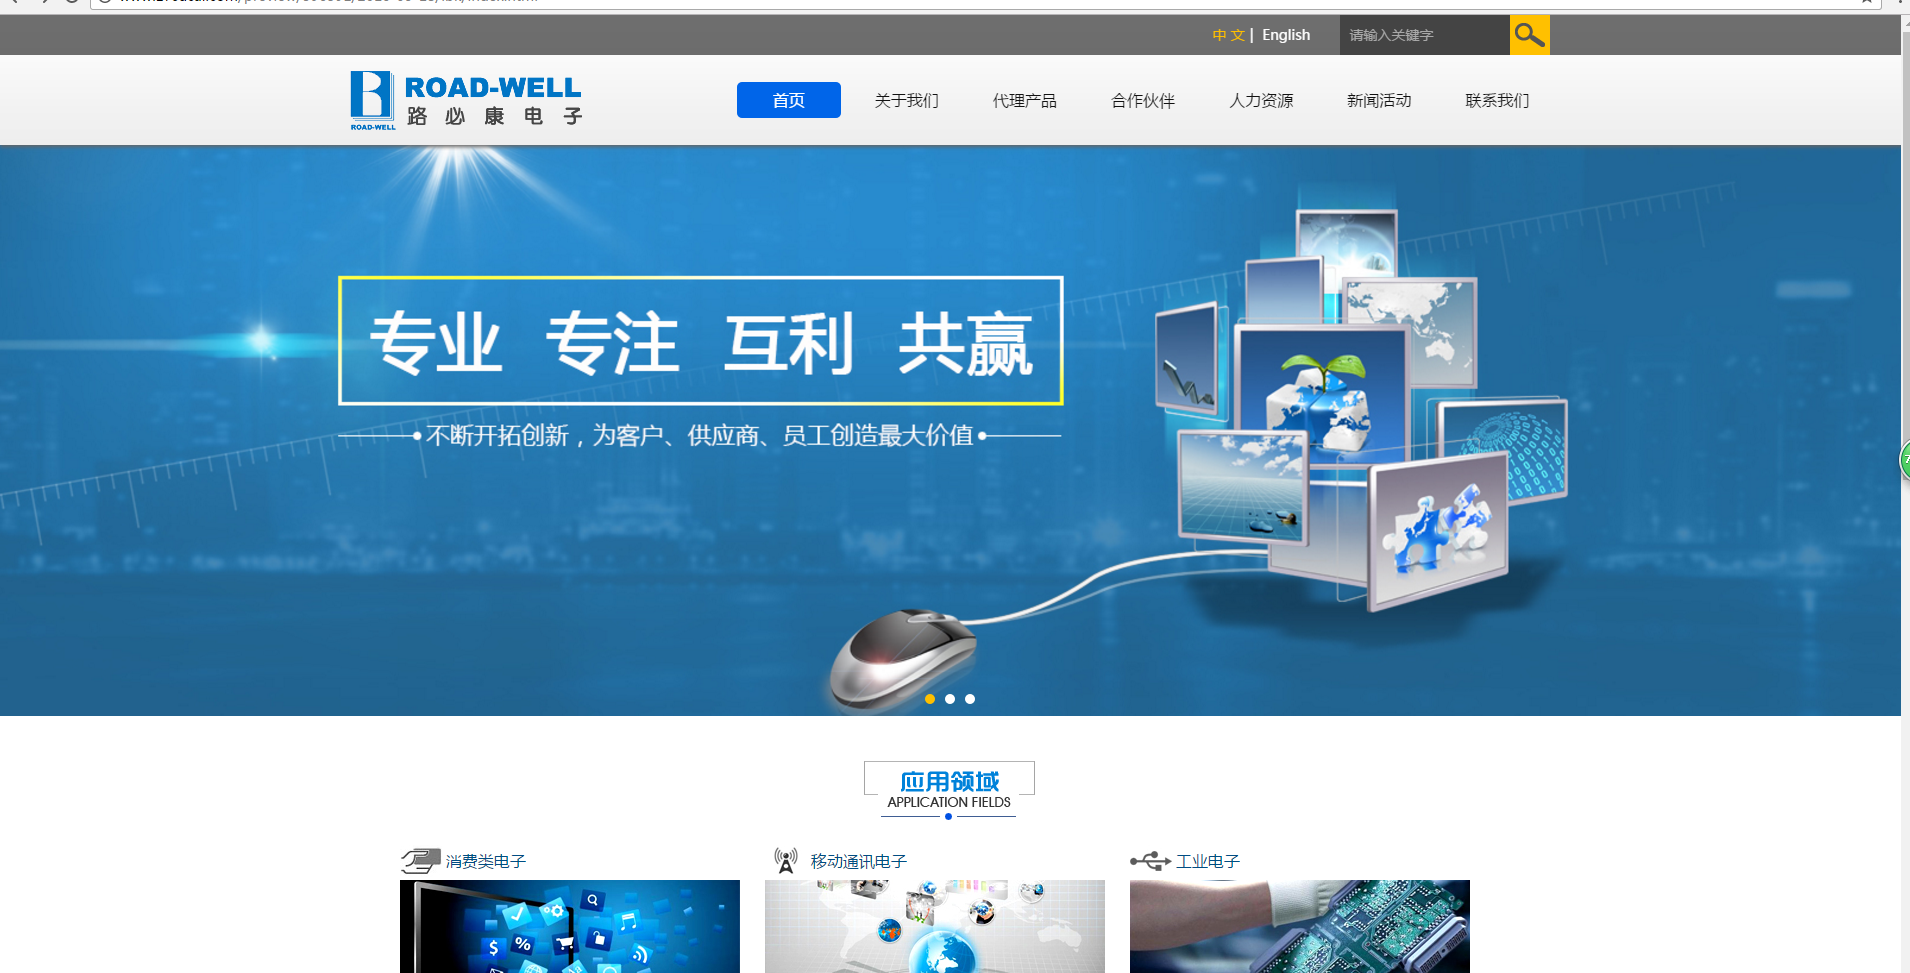 中 文 | English
请输入关键字
ROAD-WELL
路必康电子
ROAD-WELL
首页
关于我们
代理产品
合作伙伴
人力资源
新闻活动
联系我们
专业 专注 互利 共赢
不断开拓创新，为客户、供应商、员工创造最大价值
应用领域
APPLICATION FIELDS
消费类电子
移动通讯电子
工业电子